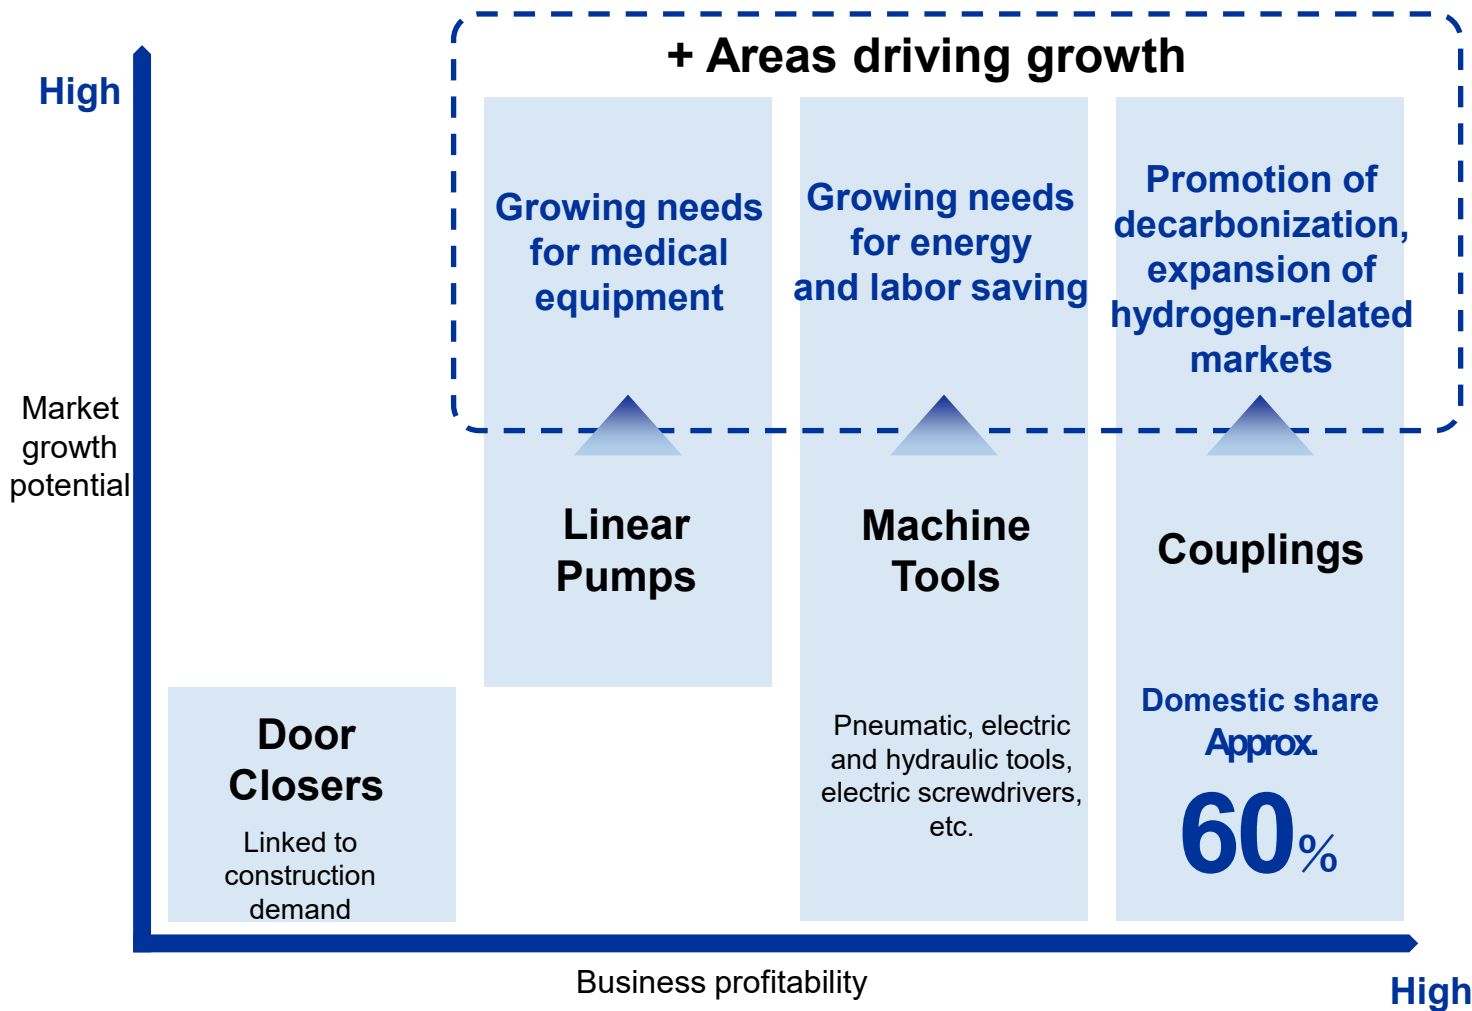 + Areas driving growth
High
Growing needs
for medical
equipment
Growing needs
for energy
and labor saving
Promotion of
decarbonization,
expansion of
hydrogen-related
markets
Market
growth
potential
Linear
Pumps
Machine
Tools
Couplings
Door
Closers
Linked to
construction
demand
Pneumatic, electric
and hydraulic tools,
electric screwdrivers,
etc.
Domestic share
Approx.
60%
Business profitability
High